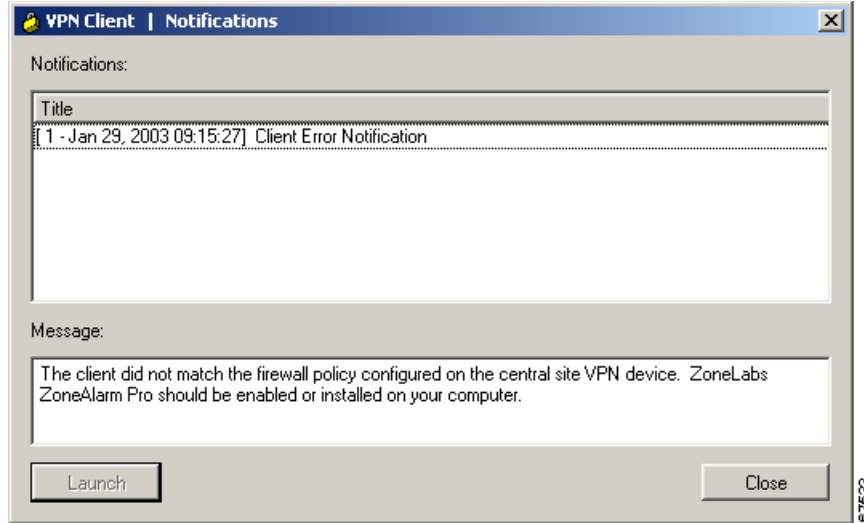 VPN Client | Notifications
Notifications:
Title
[ 1 - Jan 29, 2003 09:15:27] Client Error Notification
Message:
The client did not match the firewall policy configured on the central site VPN device. ZoneLabs
ZoneAlarm Pro should be enabled or installed on your computer.
Launch
Close